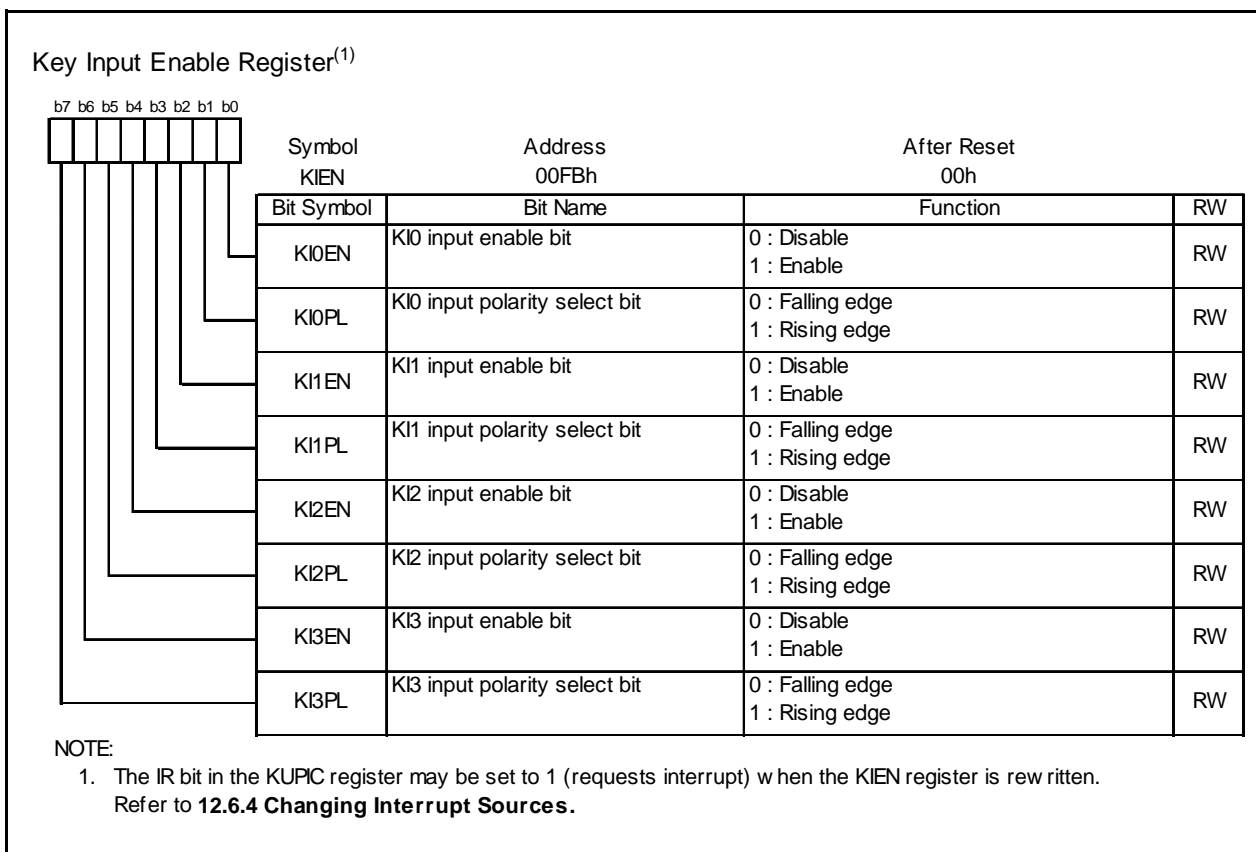 Key Input Enable Register(1)
b7 b6 b5 b4 b3 b2 b1 b0
Symbol Address After Reset
KIEN 00FBh 00h
Bit Symbol Bit Name Function RW
KI0EN KI0 input enable bit 0 : Disable RW
1 : Enable
KI0PL KI0 input polarity select bit 0 : Falling edge RW
1 : Rising edge
KI1EN KI1 input enable bit 0 : Disable RW
1 : Enable
KI1PL KI1 input polarity select bit 0 : Falling edge RW
1 : Rising edge
KI2EN KI2 input enable bit 0 : Disable RW
1 : Enable
KI2PL KI2 input polarity select bit 0 : Falling edge RW
1 : Rising edge
KI3EN KI3 input enable bit 0 : Disable RW
1 : Enable
KI3PL KI3 input polarity select bit 0 : Falling edge RW
1 : Rising edge
NOTE:
1. The IR bit in the KUPIC register may be set to 1 (requests interrupt) when the KIEN register is rewritten.
Refer to 12.6.4 Changing Interrupt Sources.